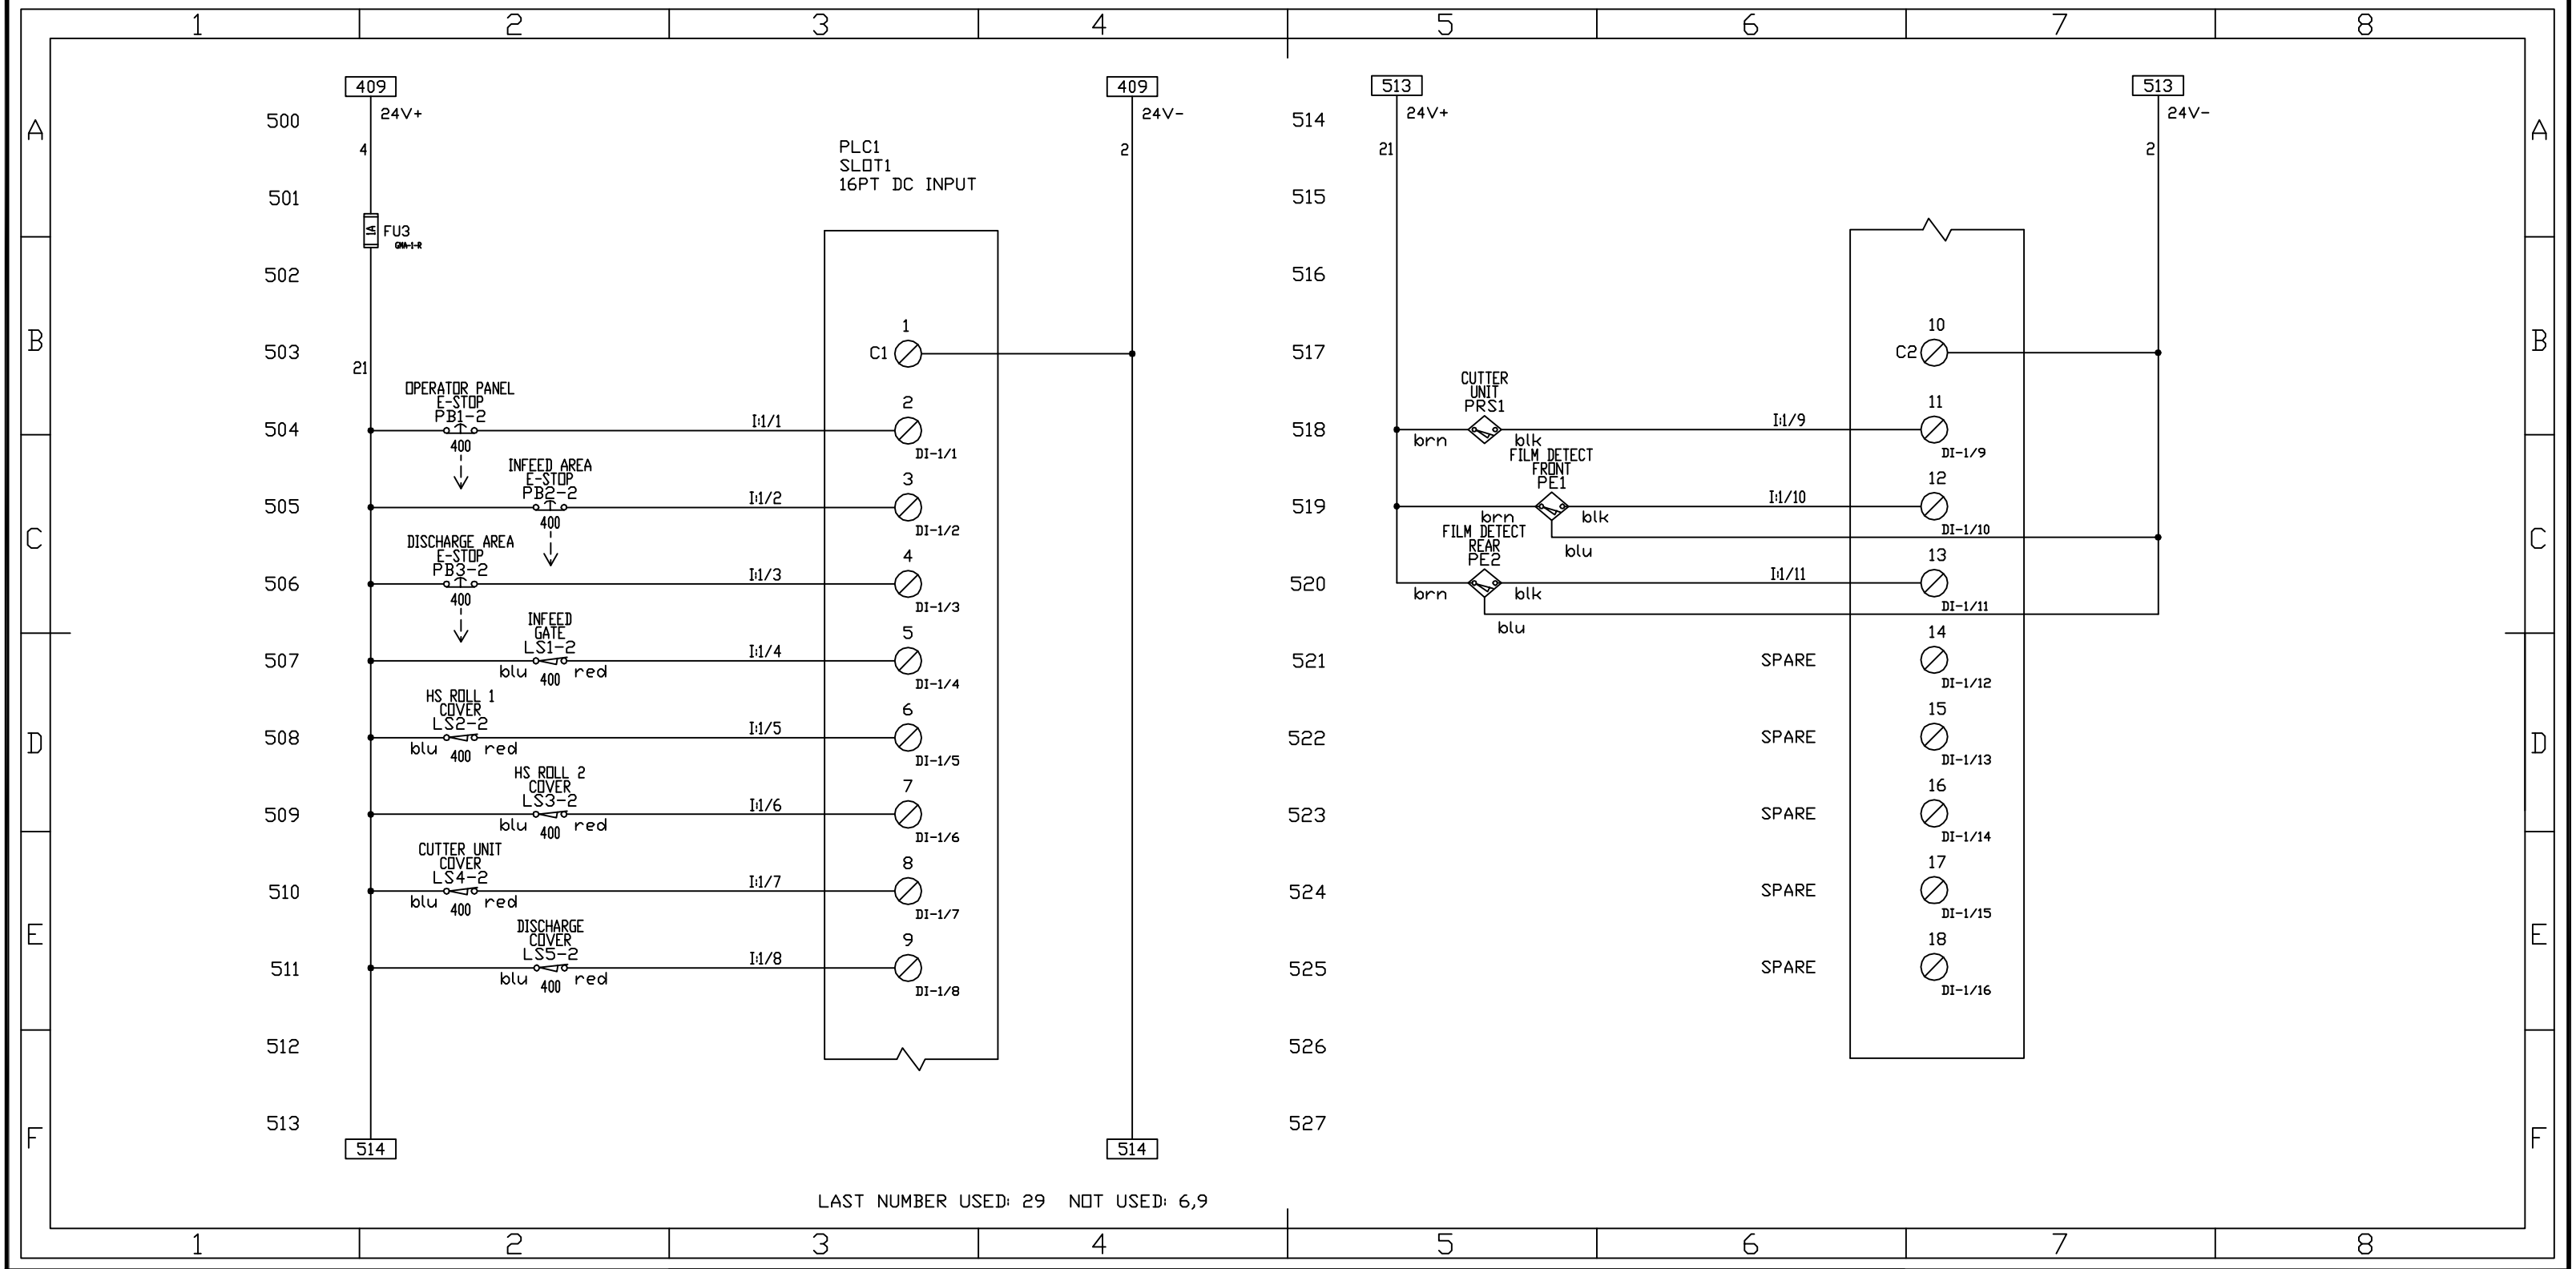 1 2 3 4 5 6 7 8
A A
B B
C C
D D
E E
F F
409
24V+
4
409
24V-
2
PLC1
SLOT1
16PT DC INPUT
500
501
1A FU3
GMA-1-R
502
503
21
1
C1
504
OPERATOR PANEL
E-STOP
PB1-2
400
I:1/1
2
DI-1/1
505
INFEED AREA
E-STOP
PB2-2
400
I:1/2
3
DI-1/2
506
DISCHARGE AREA
E-STOP
PB3-2
400
I:1/3
4
DI-1/3
507
INFEED
GATE
LS1-2
blu 400 red
I:1/4
5
DI-1/4
508
HS ROLL 1
COVER
LS2-2
blu 400 red
I:1/5
6
DI-1/5
509
HS ROLL 2
COVER
LS3-2
blu 400 red
I:1/6
7
DI-1/6
510
CUTTER UNIT
COVER
LS4-2
blu 400 red
I:1/7
8
DI-1/7
511
DISCHARGE
COVER
LS5-2
blu 400 red
I:1/8
9
DI-1/8
512
513
514
514
513
24V+
21
513
24V-
2
514
515
516
517
10
C2
518
CUTTER
UNIT
PRS1
brn blk
I:1/9
11
DI-1/9
519
FILM DETECT
FRONT
PE1
brn blk
blu
I:1/10
12
DI-1/10
520
FILM DETECT
REAR
PE2
brn blk
blu
I:1/11
13
DI-1/11
521
SPARE
14
DI-1/12
522
SPARE
15
DI-1/13
523
SPARE
16
DI-1/14
524
SPARE
17
DI-1/15
525
SPARE
18
DI-1/16
526
527
LAST NUMBER USED: 29 NOT USED: 6,9
1 2 3 4 5 6 7 8